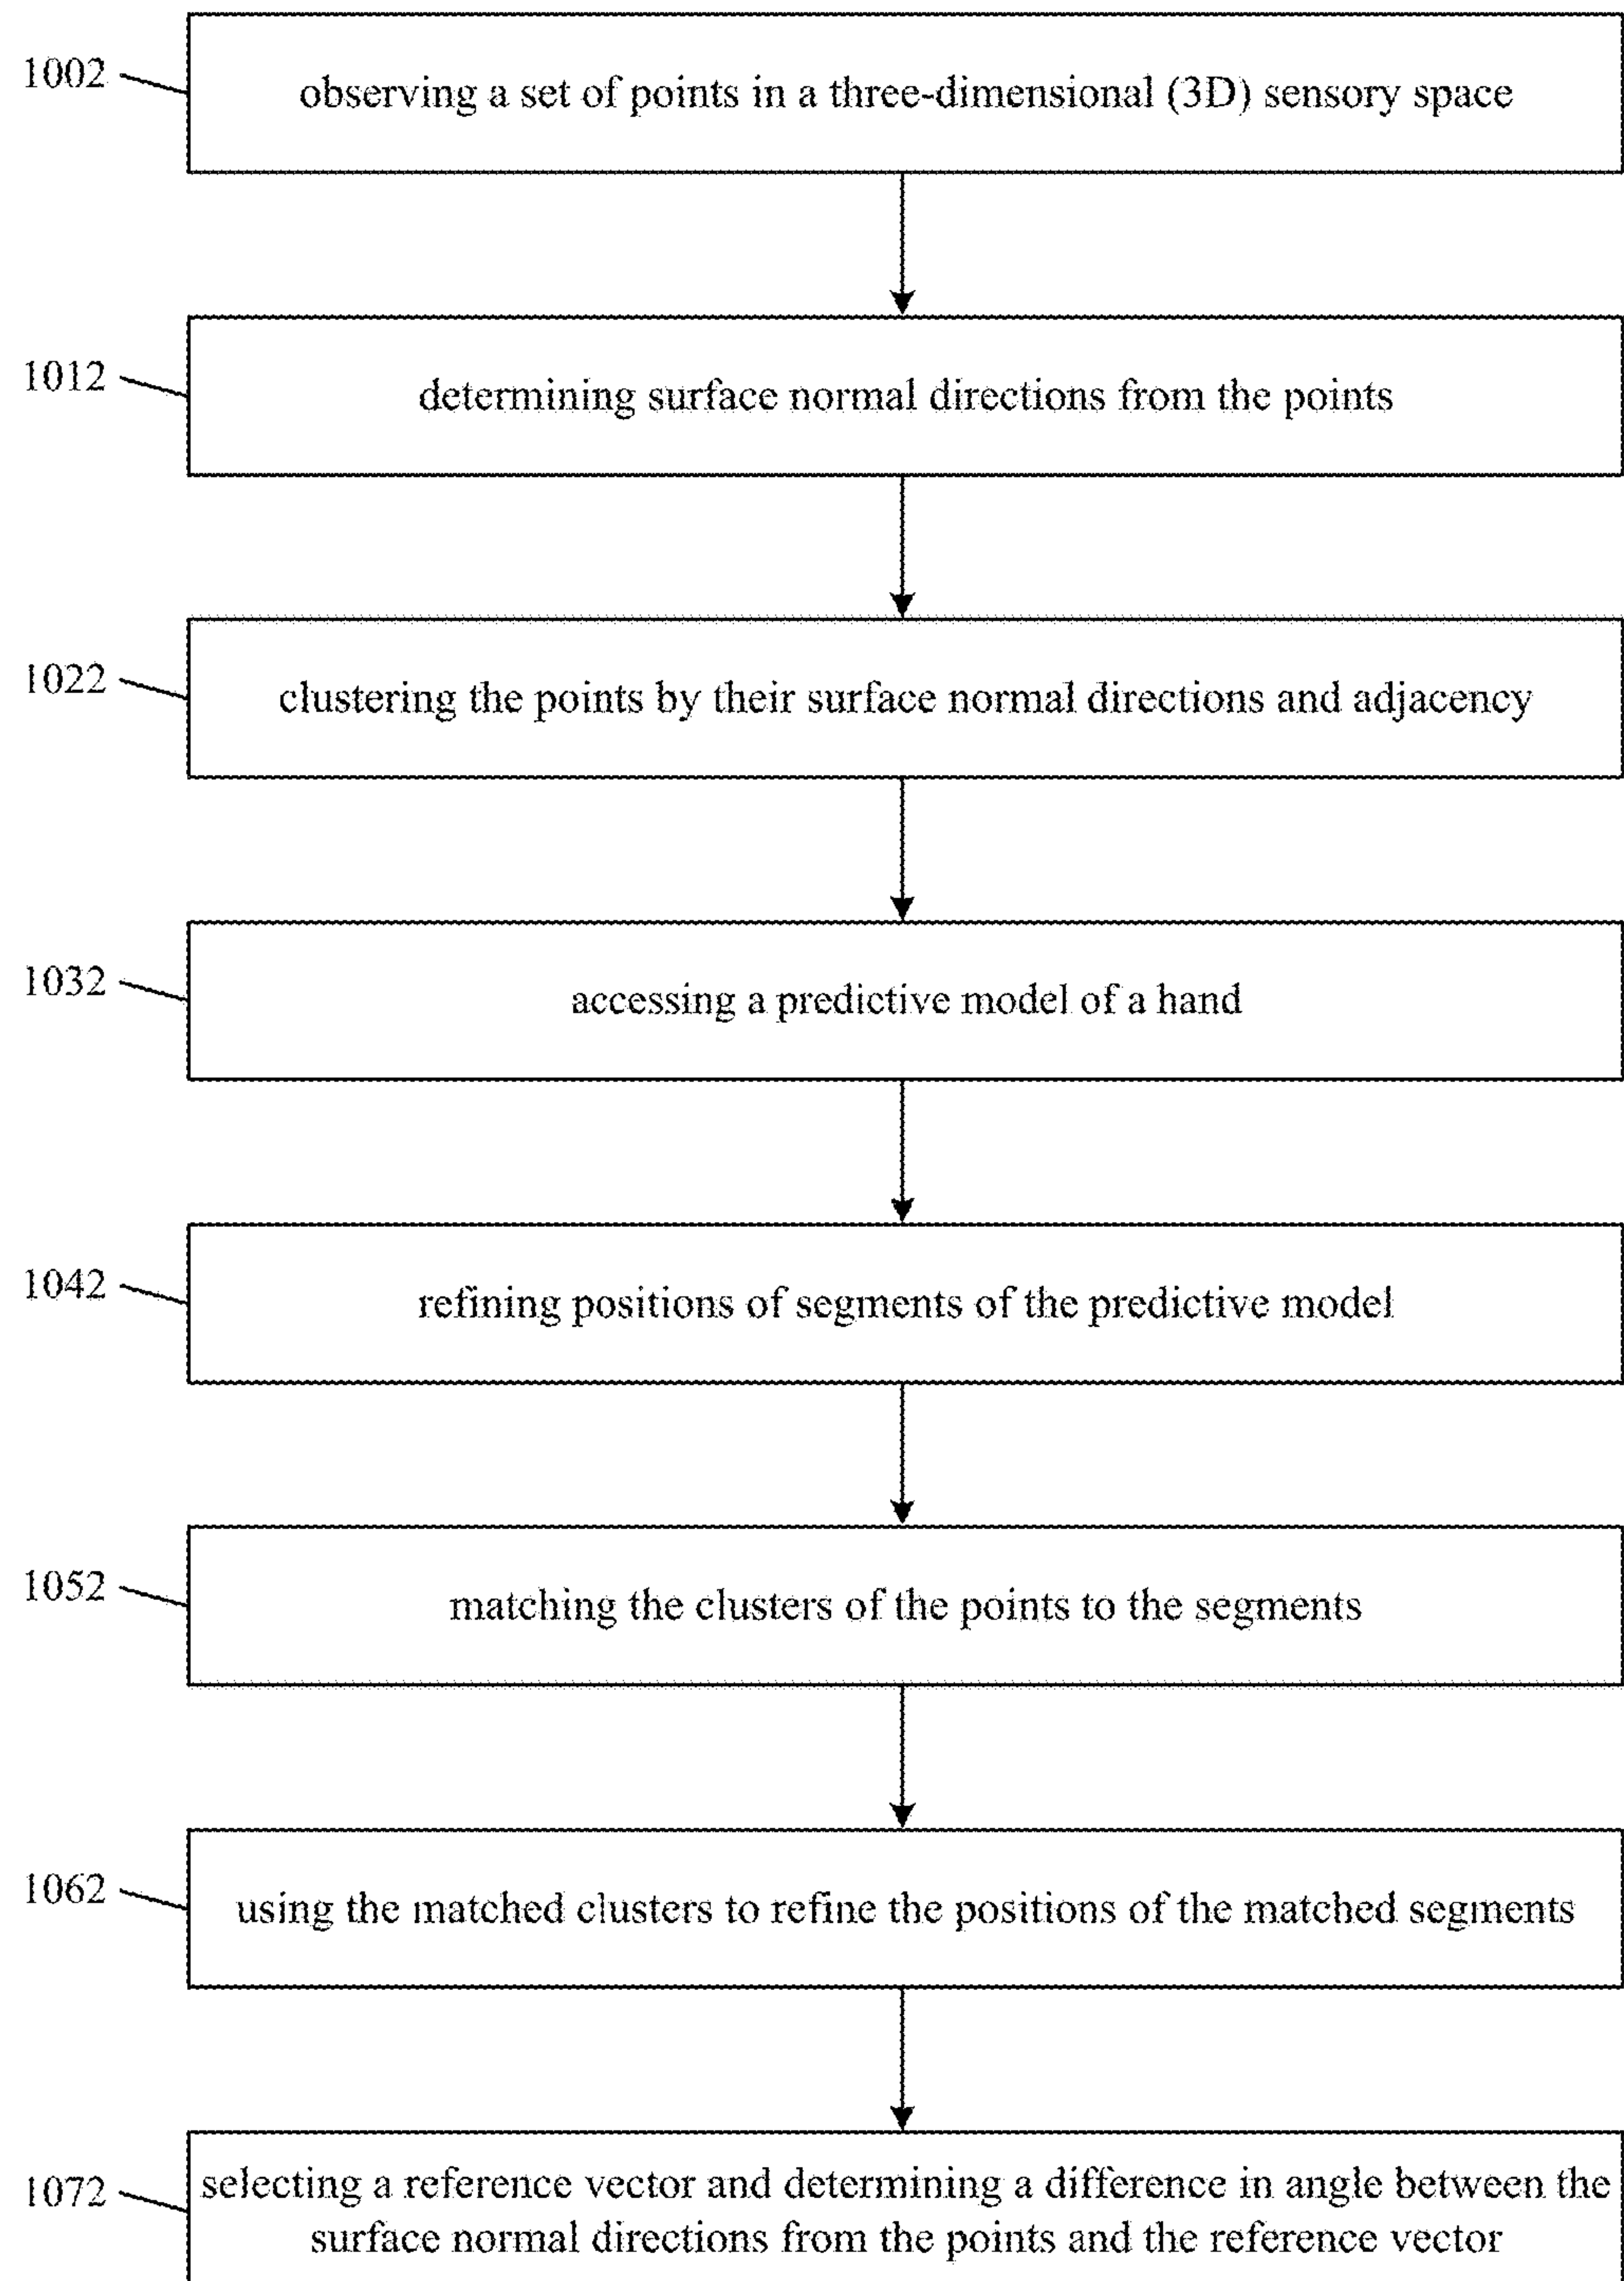 1002
observing a set of points in a three-dimensional (3D) sensory space
1012
determining surface normal directions from the points
1022
clustering the points by their surface normal directions and adjacency
1032
accessing a predictive model of a hand
1042
refining positions of segments of the predictive model
1052
matching the clusters of the points to the segments
1062
using the matched clusters to refine the positions of the matched segments
1072
selecting a reference vector and determining a difference in angle between the
surface normal directions from the points and the reference vector